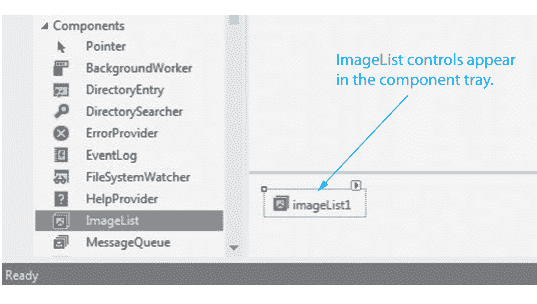 Components
Pointer
BackgroundWorker
DirectoryEntry
DirectorySearcher
ErrorProvider
EventLog
FileSystemWatcher
HelpProvider
ImageList
MessageQueue
ImageList controls appear
in the component tray.
imageList1
Ready